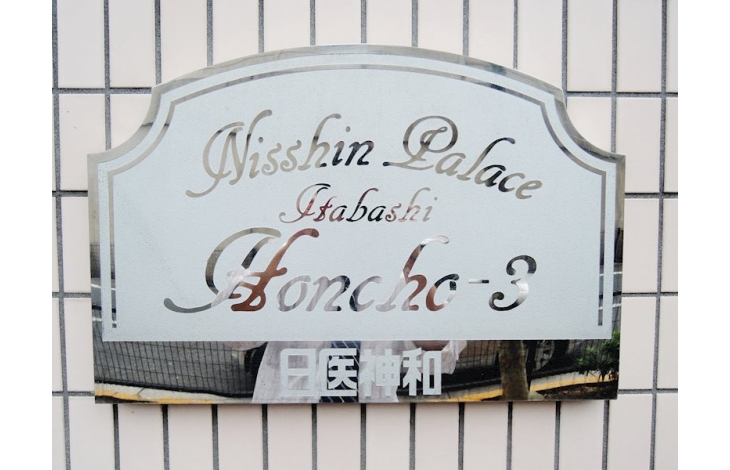 Nisshin Palace
Itabashi
Honcho-3
日医神和